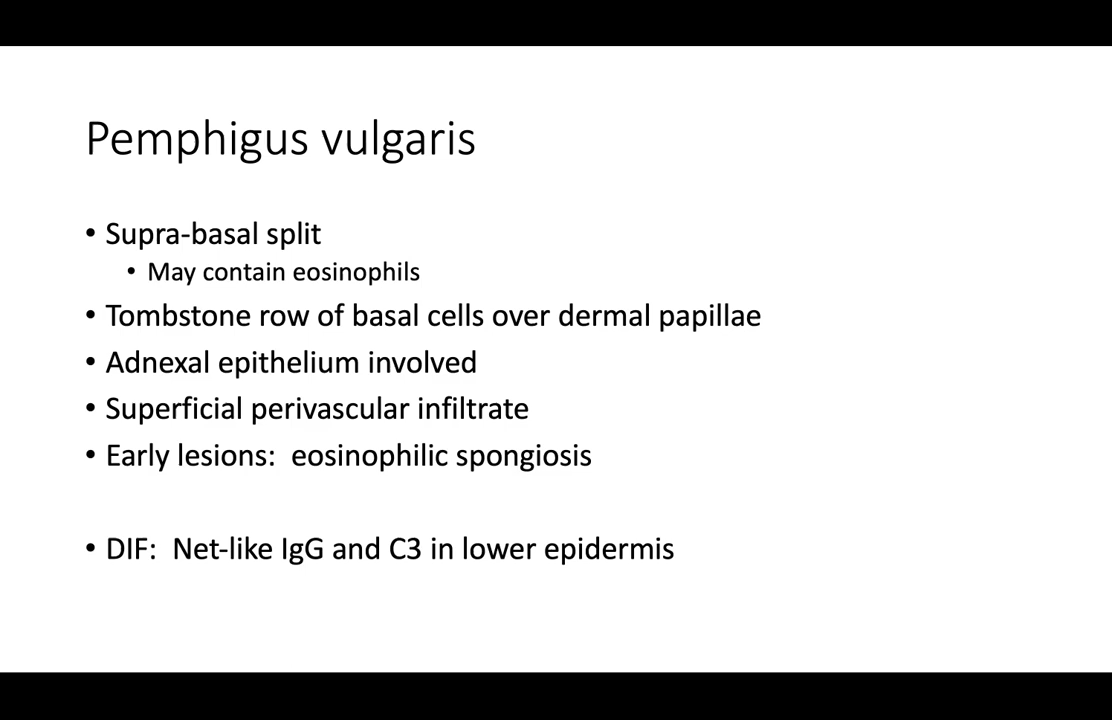 Pemphigus vulgaris
• Supra-basal split
• May contain eosinophils
• Tombstone row of basal cells over dermal papillae
• Adnexal epithelium involved
• Superficial perivascular infiltrate
• Early lesions:  eosinophilic spongiosis
• DIF:  Net-like IgG and C3 in lower epidermis